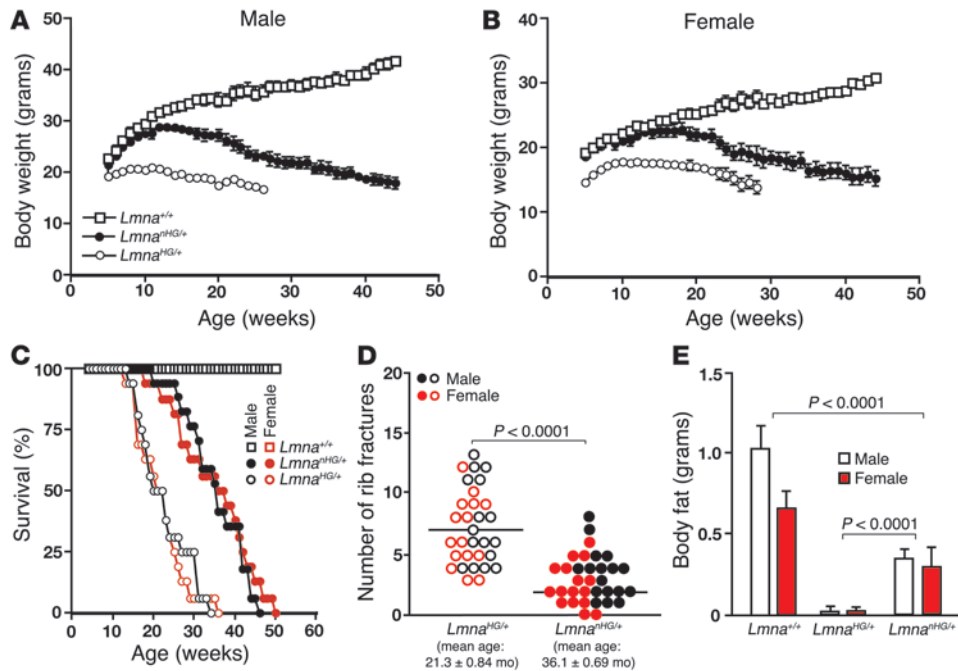 A
Male
50
40
30
20
10
0
Body weight (grams)
Lmna+/+
LmnanHG/+
LmnaHG/+
0 10 20 30 40 50
Age (weeks)
B
Female
40
30
20
10
0
Body weight (grams)
0 10 20 30 40 50
Age (weeks)
C
100
75
50
25
0
Survival (%)
Male
Female
Lmna+/+
LmnanHG/+
LmnaHG/+
0 10 20 30 40 50 60
Age (weeks)
D
20
15
10
5
0
Number of rib fractures
Male
Female
P < 0.0001
LmnaHG/+
(mean age:
21.3 ± 0.84 mo)
LmnanHG/+
(mean age:
36.1 ± 0.69 mo)
E
1.5
1.0
0.5
0
Body fat (grams)
P < 0.0001
Male
Female
P < 0.0001
Lmna+/+ LmnaHG/+ LmnanHG/+